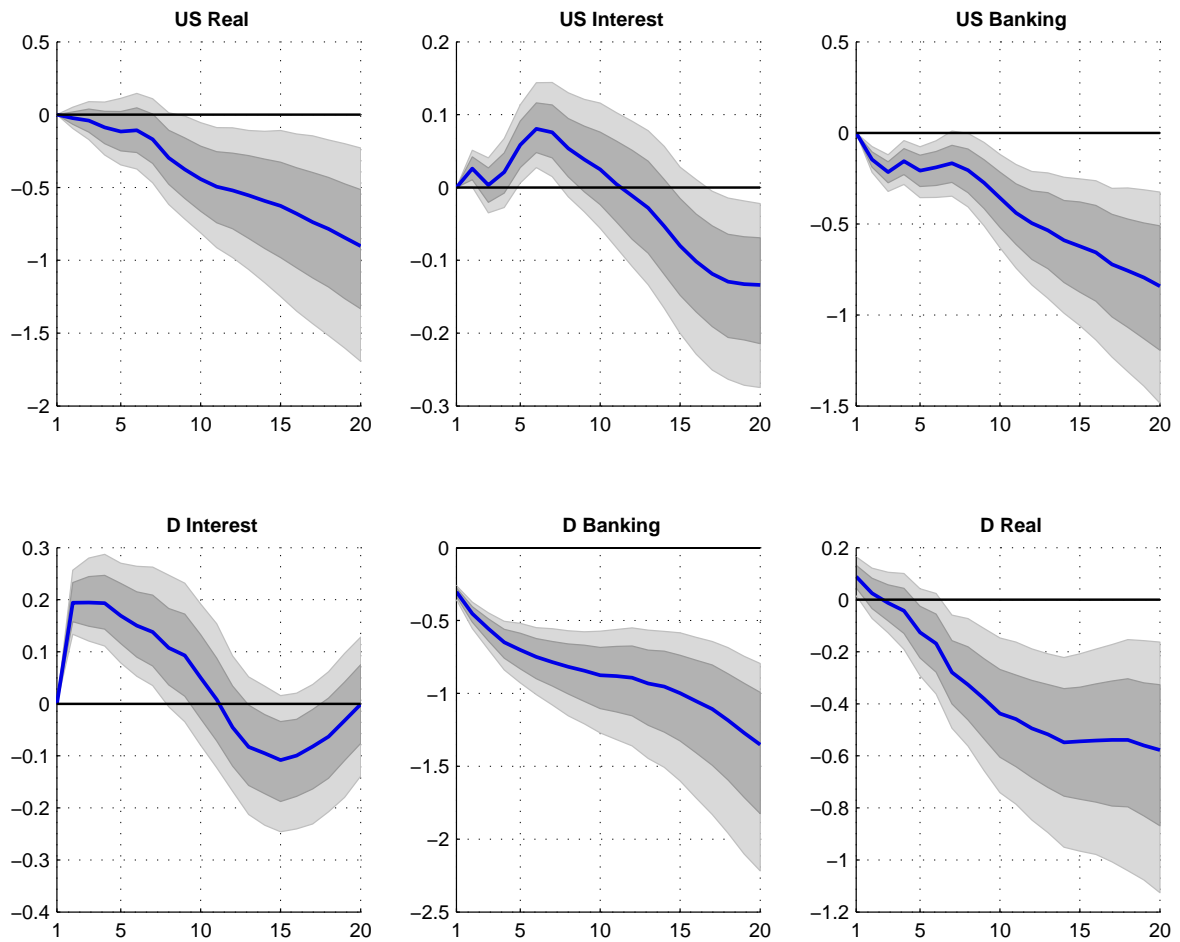 US Real US Interest US Banking
0.5 0.2 0.5
0 0.1 0
−0.5 0 −0.5
−1 −0.1 −1
−1.5 −0.2 −1.5
−2 −0.3
1 5 10 15 20 1 5 10 15 20 1 5 10 15 20
D Interest D Banking D Real
0.3 0 0.2
0.2 −0.5 0
0.1 −1 −0.2
0 −1.5 −0.4
−0.1 −2 −0.6
−0.2 −2.5 −0.8
−0.3 −1
−0.4 −1.2
1 5 10 15 20 1 5 10 15 20 1 5 10 15 20